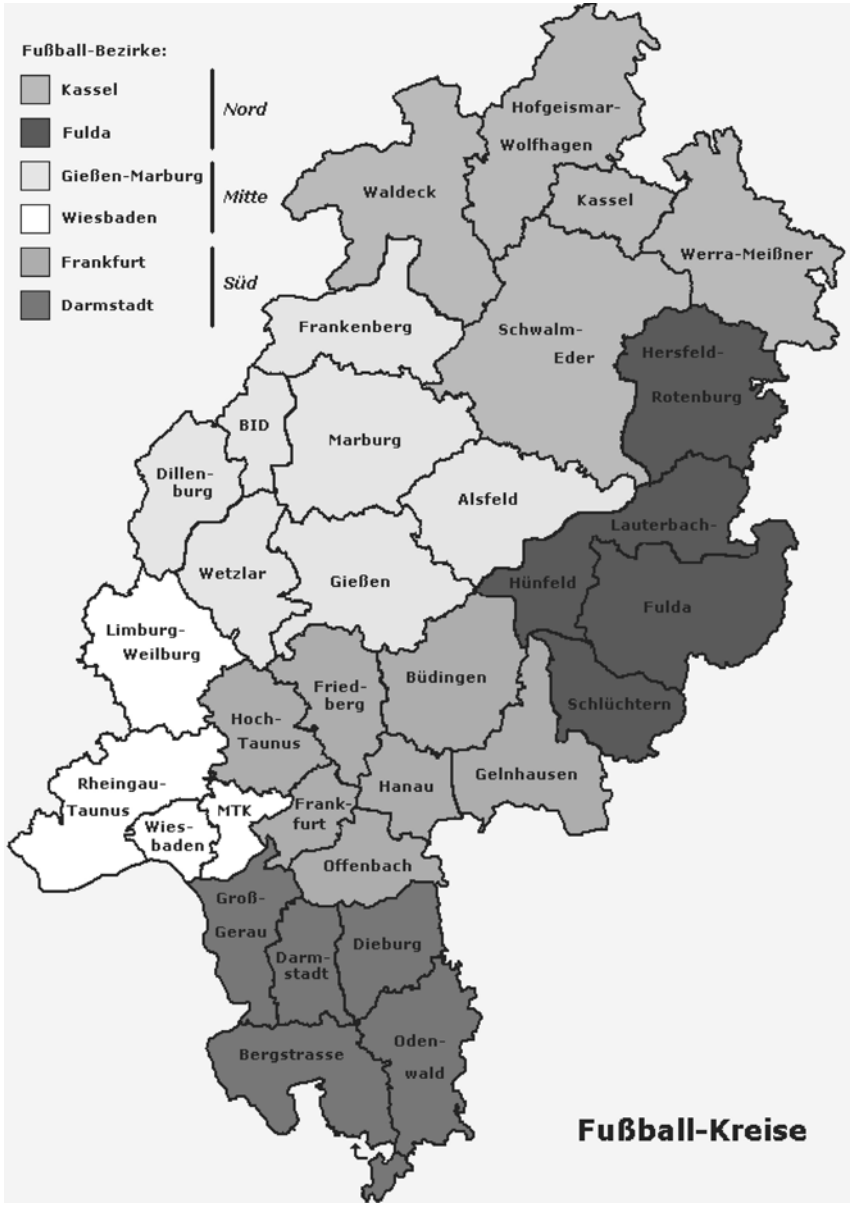 Fußball-Bezirke:
Kassel
Fulda
Nord
Gießen-Marburg
Wiesbaden
Mitte
Frankfurt
Darmstadt
Süd
Hofgeismar-
Wolfhagen
Waldeck
Kassel
Werra-Meißner
Frankenberg
Schwalm-
Eder
Hersfeld-
Rotenburg
BID
Marburg
Dillen-
burg
Alsfeld
Lauterbach-
Hünfeld
Wetzlar
Gießen
Fulda
Limburg-
Weilburg
Friedberg
Büdingen
Schlüchtern
Hoch-
Taunus
Rheingau-
Taunus
Hanau
Gelnhausen
MTK
Frank-
furt
Wies-
baden
Offenbach
Groß-
Gerau
Darm-
stadt
Dieburg
Bergstrasse
Oden-
wald
Fußball-Kreise